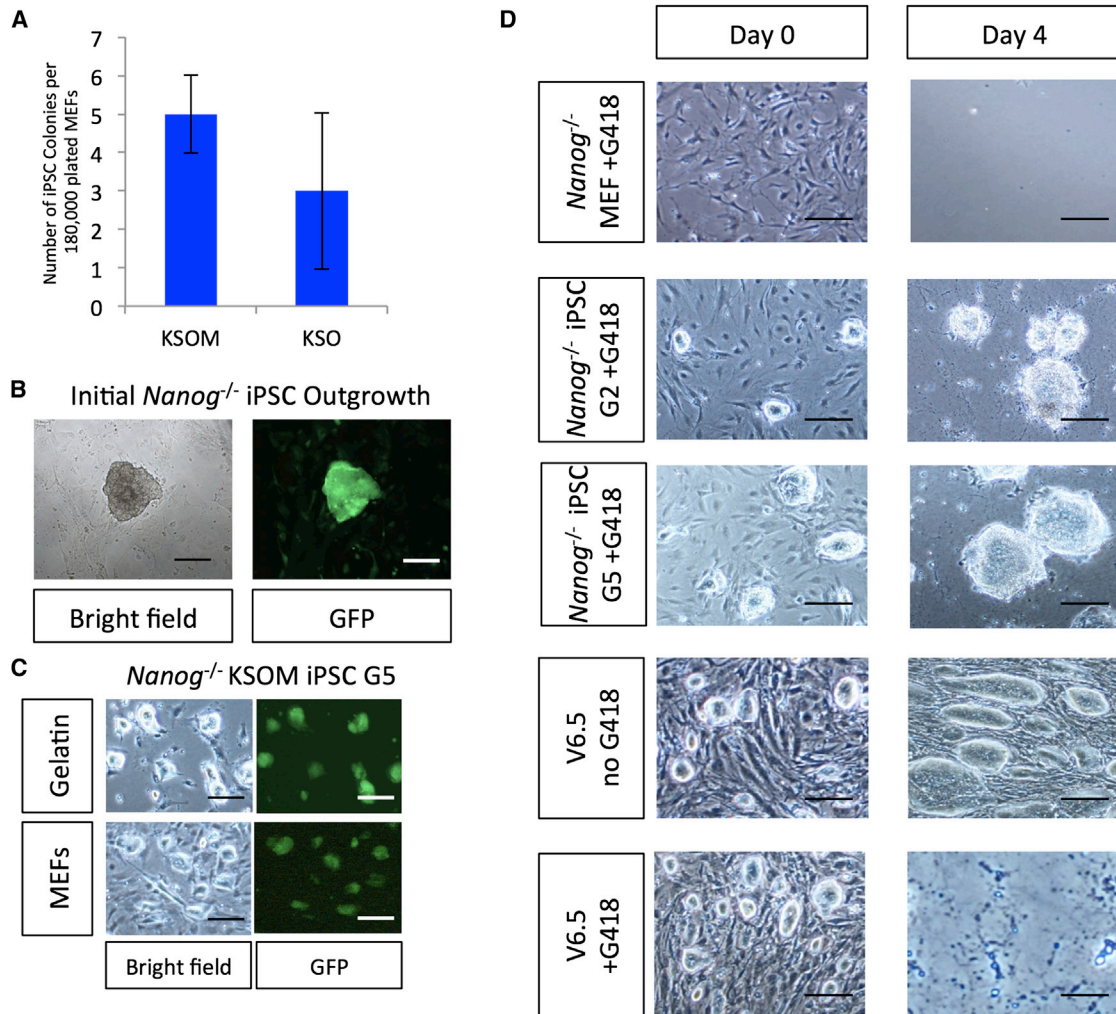 A
Number of iPSC Colonies per
180,000 plated MEFs
7
6
5
4
3
2
1
0
KSOM
KSO
B
Initial Nanog-/- iPSC Outgrowth
Bright field
GFP
C
Nanog-/- KSOM iPSC G5
Gelatin
MEFs
Bright field
GFP
D
Day 0
Day 4
Nanog-/-
MEF +G418
Nanog-/- iPSC
G2 +G418
Nanog-/- iPSC
G5 +G418
V6.5
no G418
V6.5
+G418